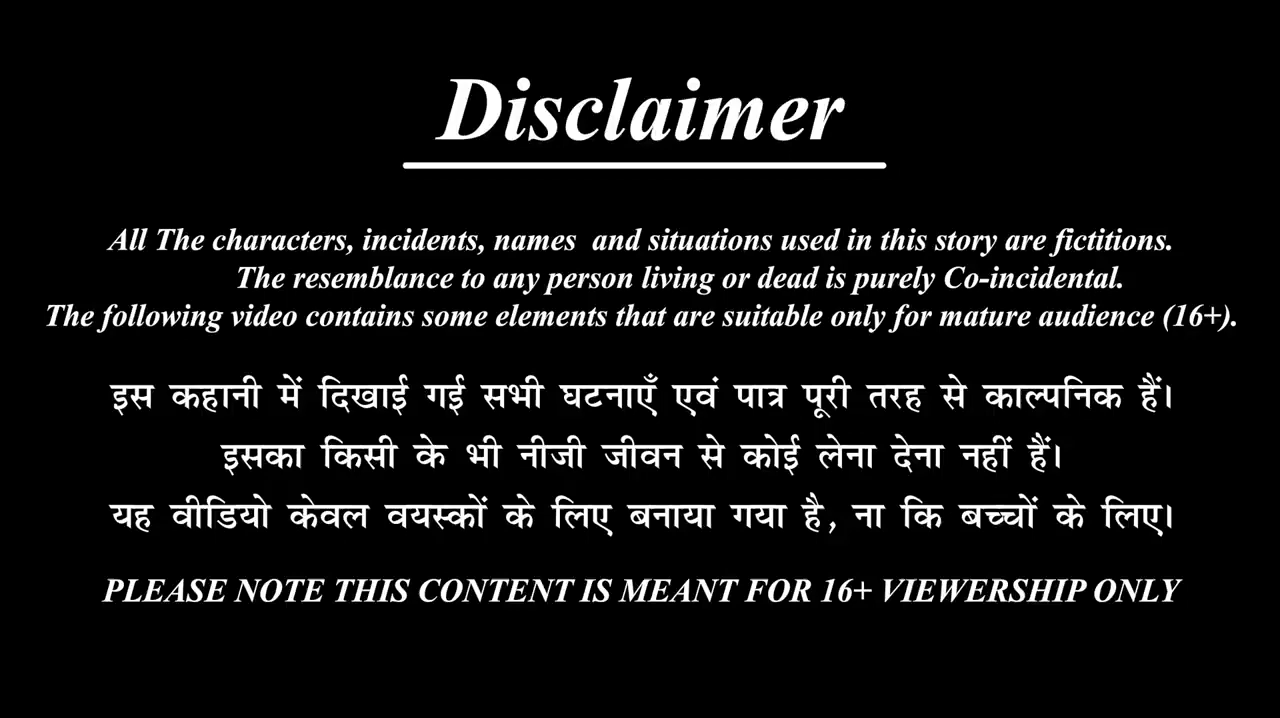 Disclaimer
All The characters, incidents, names and situations used in this story are fictitions.
The resemblance to any person living or dead is purely Co-incidental.
The following video contains some elements that are suitable only for mature audience (16+).
इस कहानी में दिखाई गई सभी घटनाएँ एवं पात्र पूरी तरह से काल्पनिक हैं।
इसका किसी के भी नीजी जीवन से कोई लेना देना नहीं हैं।
यह वीडियो केवल वयस्कों के लिए बनाया गया है, ना कि बच्चों के लिए।
PLEASE NOTE THIS CONTENT IS MEANT FOR 16+ VIEWERSHIP ONLY